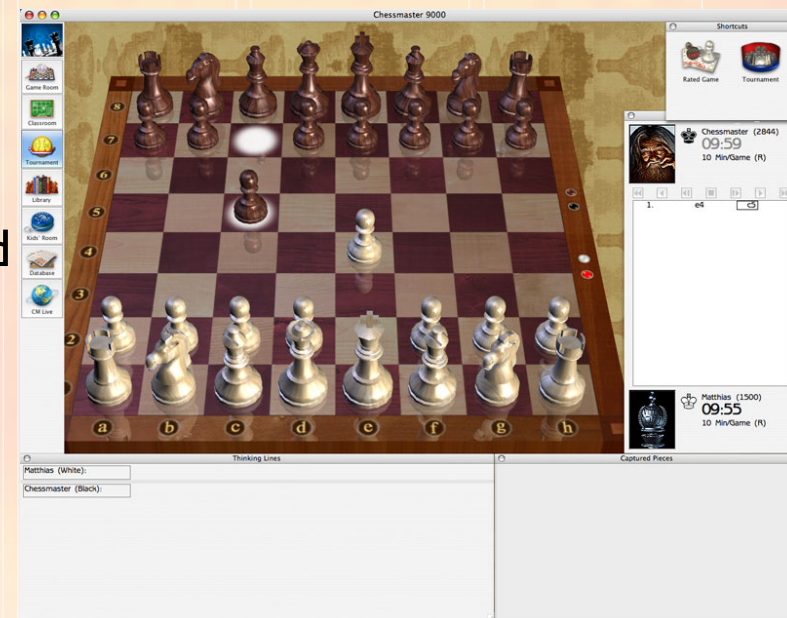 Chessmaster 9000
d
Game Room
Classroom
Tournament
Library
Kids' Room
Database
CM Live
8
7
6
5
4
3
2
a b c d e f g h
Shortcuts
Rated Game Tournament
Chessmaster (2844)
09:59
10 Min/Game (R)
1. e4 c5
Matthias (1500)
09:55
10 Min/Game (R)
Thinking Lines
Matthias (White):
Chessmaster (Black):
Captured Pieces